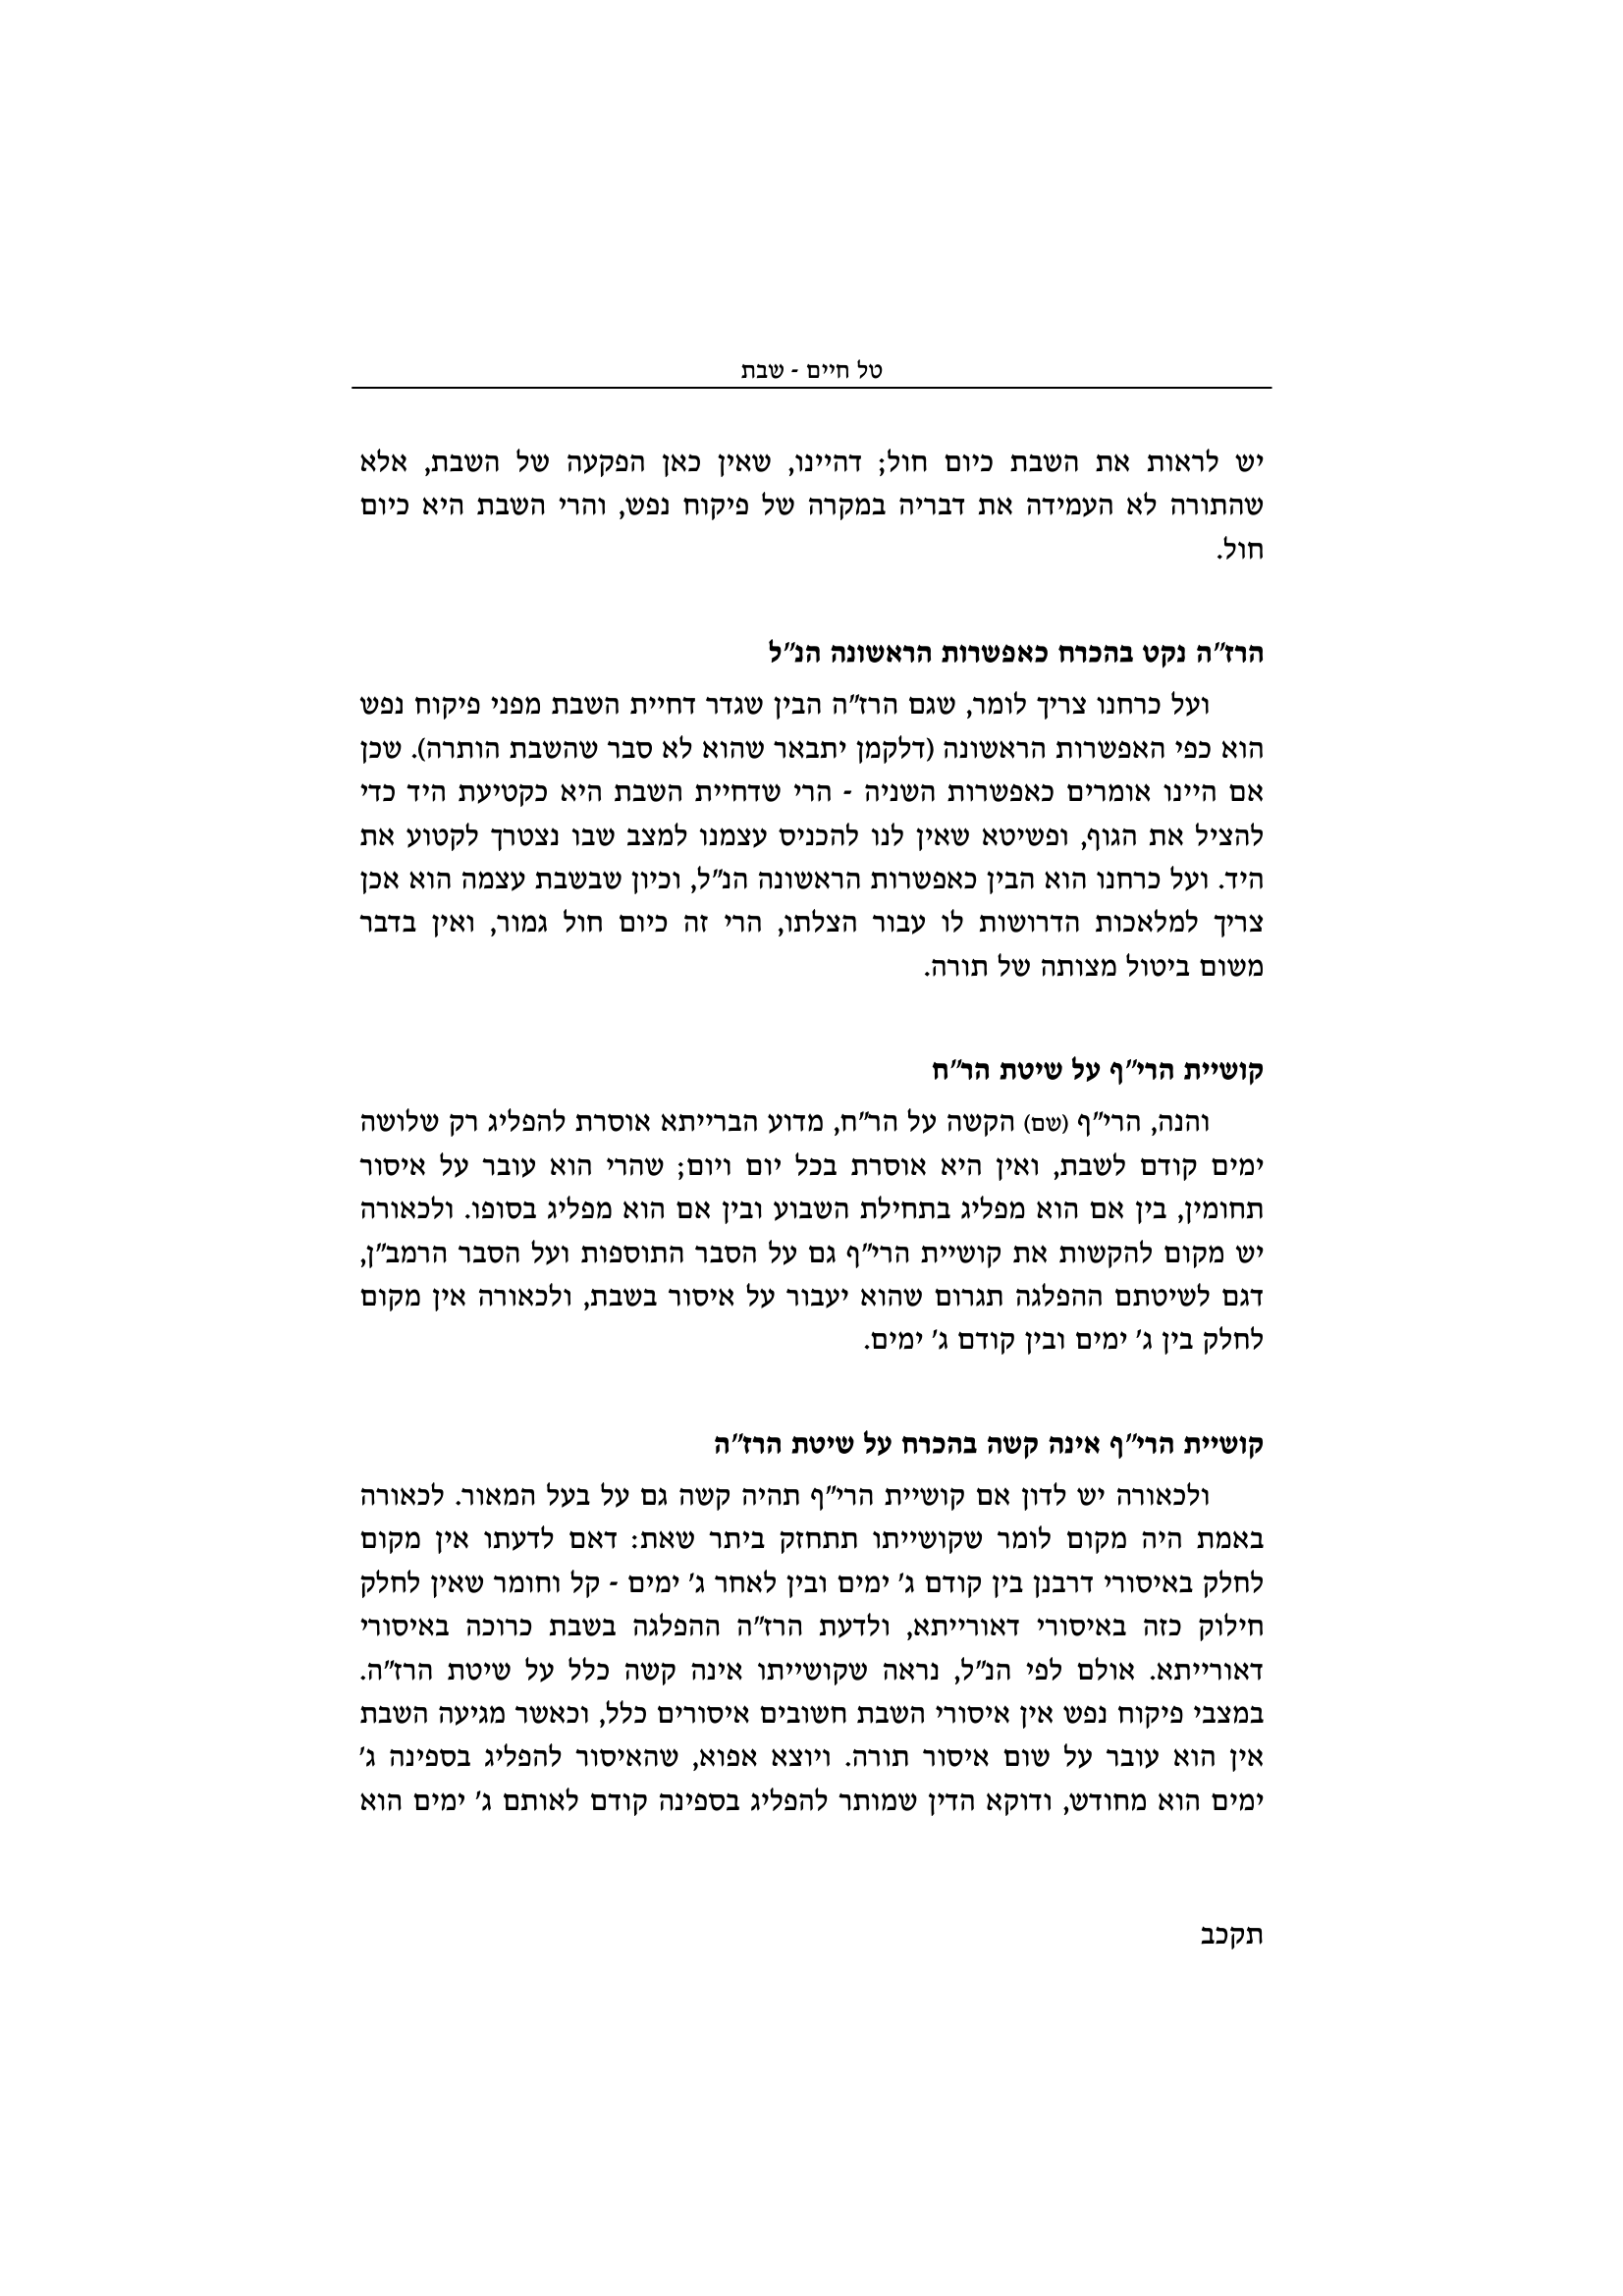 טל חיים - שבת
יש לראות את השבת כיום חול; דהיינו, שאין כאן הפקעה של השבת, אלא
שהתורה לא העמידה את דבריה במקרה של פיקוח נפש, והרי השבת היא כיום
חול.
הרז״ה נקט בהכרח כאפשרות הראשונה הנ״ל
ועל כרחנו צריך לומר, שגם הרז״ה הבין שגדר דחיית השבת מפני פיקוח נפש
הוא כפי האפשרות הראשונה (דלקמן יתבאר שהוא לא סבר שהשבת הותרה). שכן
אם היינו אומרים כאפשרות השניה - הרי שדחיית השבת היא כקטיעת היד כדי
להציל את הגוף, ופשיטא שאין לנו להכניס עצמנו למצב שבו נצטרך לקטוע את
היד. ועל כרחנו הוא הבין כאפשרות הראשונה הנ״ל, וכיון שבשבת עצמה הוא אכן
צריך למלאכות הדרושות לו עבור הצלתו, הרי זה כיום חול גמור, ואין בדבר
משום ביטול מצותה של תורה.
קושיית הרי״ף על שיטת הר״ח
והנה, הרי״ף (שם) הקשה על הר״ח, מדוע הברייתא אוסרת להפליג רק שלושה
ימים קודם לשבת, ואין היא אוסרת בכל יום ויום; שהרי הוא עובר על איסור
תחומין, בין אם הוא מפליג בתחילת השבוע ובין אם הוא מפליג בסופו. ולכאורה
יש מקום להקשות את קושיית הרי״ף גם על הסבר התוספות ועל הסבר הרמב״ן,
דגם לשיטתם ההפלגה תגרום שהוא יעבור על איסור בשבת, ולכאורה אין מקום
לחלק בין ג׳ ימים ובין קודם ג׳ ימים.
קושיית הרי״ף אינה קשה בהכרח על שיטת הרז״ה
ולכאורה יש לדון אם קושיית הרי״ף תהיה קשה גם על בעל המאור. לכאורה
באמת היה מקום לומר שקושייתו תתחזק ביתר שאת: דאם לדעתו אין מקום
לחלק באיסורי דרבנן בין קודם ג׳ ימים ובין לאחר ג׳ ימים - קל וחומר שאין לחלק
חילוק כזה באיסורי דאורייתא, ולדעת הרז״ה ההפלגה בשבת כרוכה באיסורי
דאורייתא. אולם לפי הנ״ל, נראה שקושייתו אינה קשה כלל על שיטת הרז״ה.
במצבי פיקוח נפש אין איסורי השבת חשובים איסורים כלל, וכאשר מגיעה השבת
אין הוא עובר על שום איסור תורה. ויוצא אפוא, שהאיסור להפליג בספינה ג׳
ימים הוא מחודש, ודוקא הדין שמותר להפליג בספינה קודם לאותם ג׳ ימים הוא
תקכב